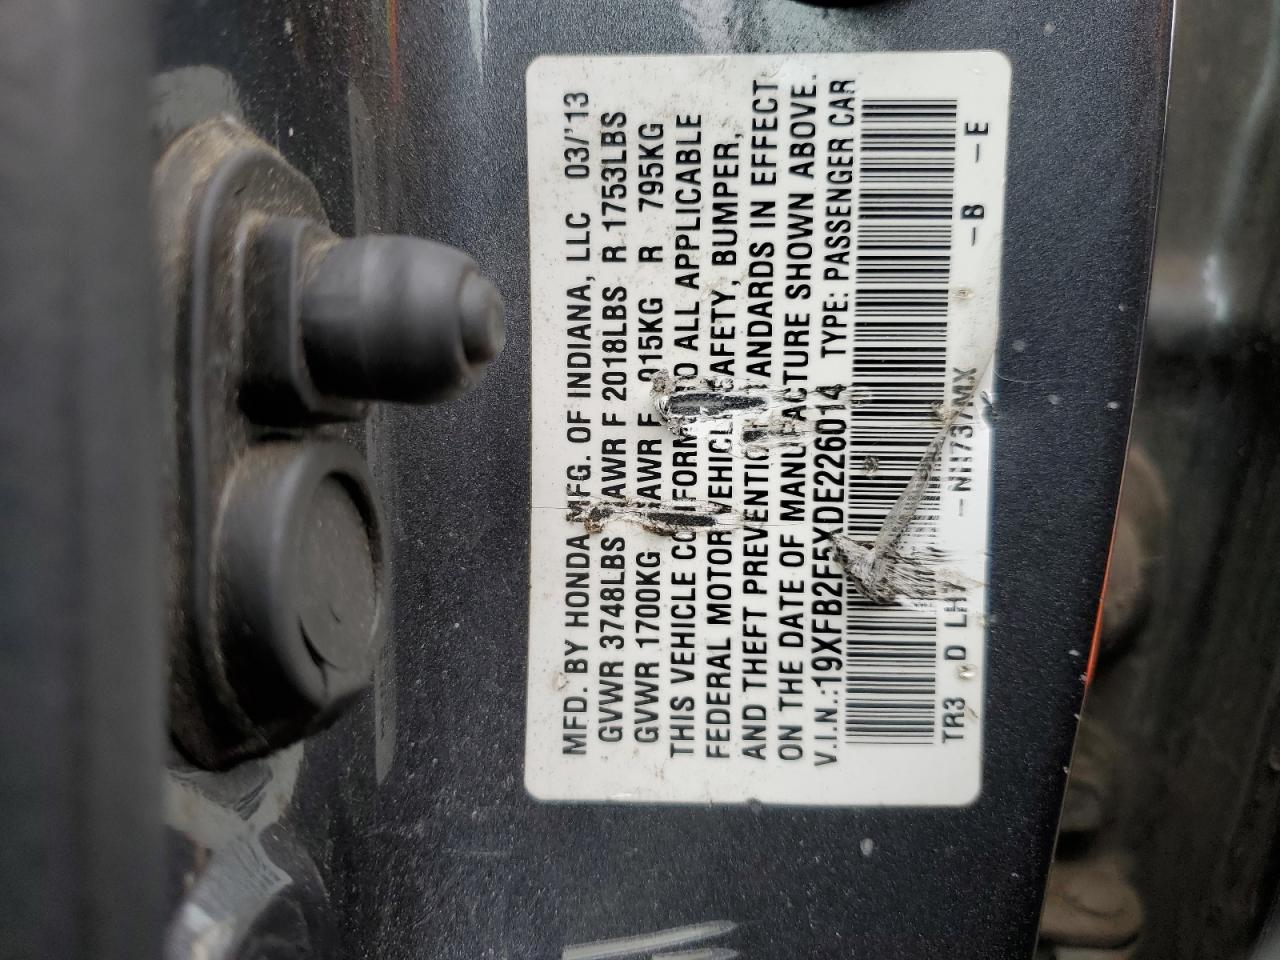 MFD. BY HONDA MFG. OF INDIANA, LLC 03/'13
GVWR 3748LBS GAWR F 2018LBS R 1753LBS
GVWR 1700KG GAWR F 915KG R 795KG
THIS VEHICLE CONFORMS TO ALL APPLICABLE
FEDERAL MOTOR VEHICLE SAFETY, BUMPER,
AND THEFT PREVENTION STANDARDS IN EFFECT
ON THE DATE OF MANUFACTURE SHOWN ABOVE.
V.I.N.:19XFB2F5XDE226014 TYPE: PASSENGER CAR
TR3 D LH7 –NH737MX –B –E